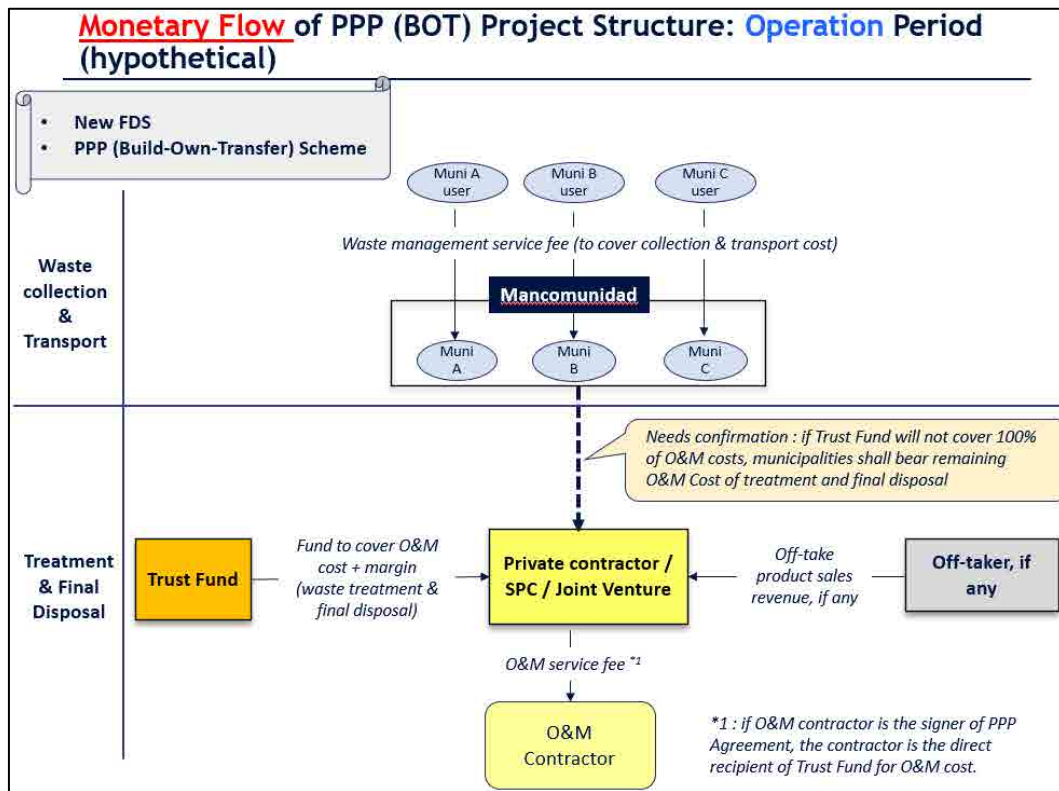 Monetary Flow of PPP (BOT) Project Structure: Operation Period
(hypothetical)
• New FDS
• PPP (Build-Own-Transfer) Scheme
Muni A
user
Muni B
user
Muni C
user
Waste management service fee (to cover collection & transport cost)
Waste
collection
&
Transport
Mancomunidad
Muni
A
Muni
B
Muni
C
Needs confirmation : if Trust Fund will not cover 100%
of O&M costs, municipalities shall bear remaining
O&M Cost of treatment and final disposal
Treatment
& Final
Disposal
Trust Fund
Fund to cover O&M
cost + margin
(waste treatment &
final disposal)
Private contractor /
SPC / Joint Venture
Off-take
product sales
revenue, if any
Off-taker, if
any
O&M service fee *1
O&M
Contractor
*1 : if O&M contractor is the signer of PPP
Agreement, the contractor is the direct
recipient of Trust Fund for O&M cost.